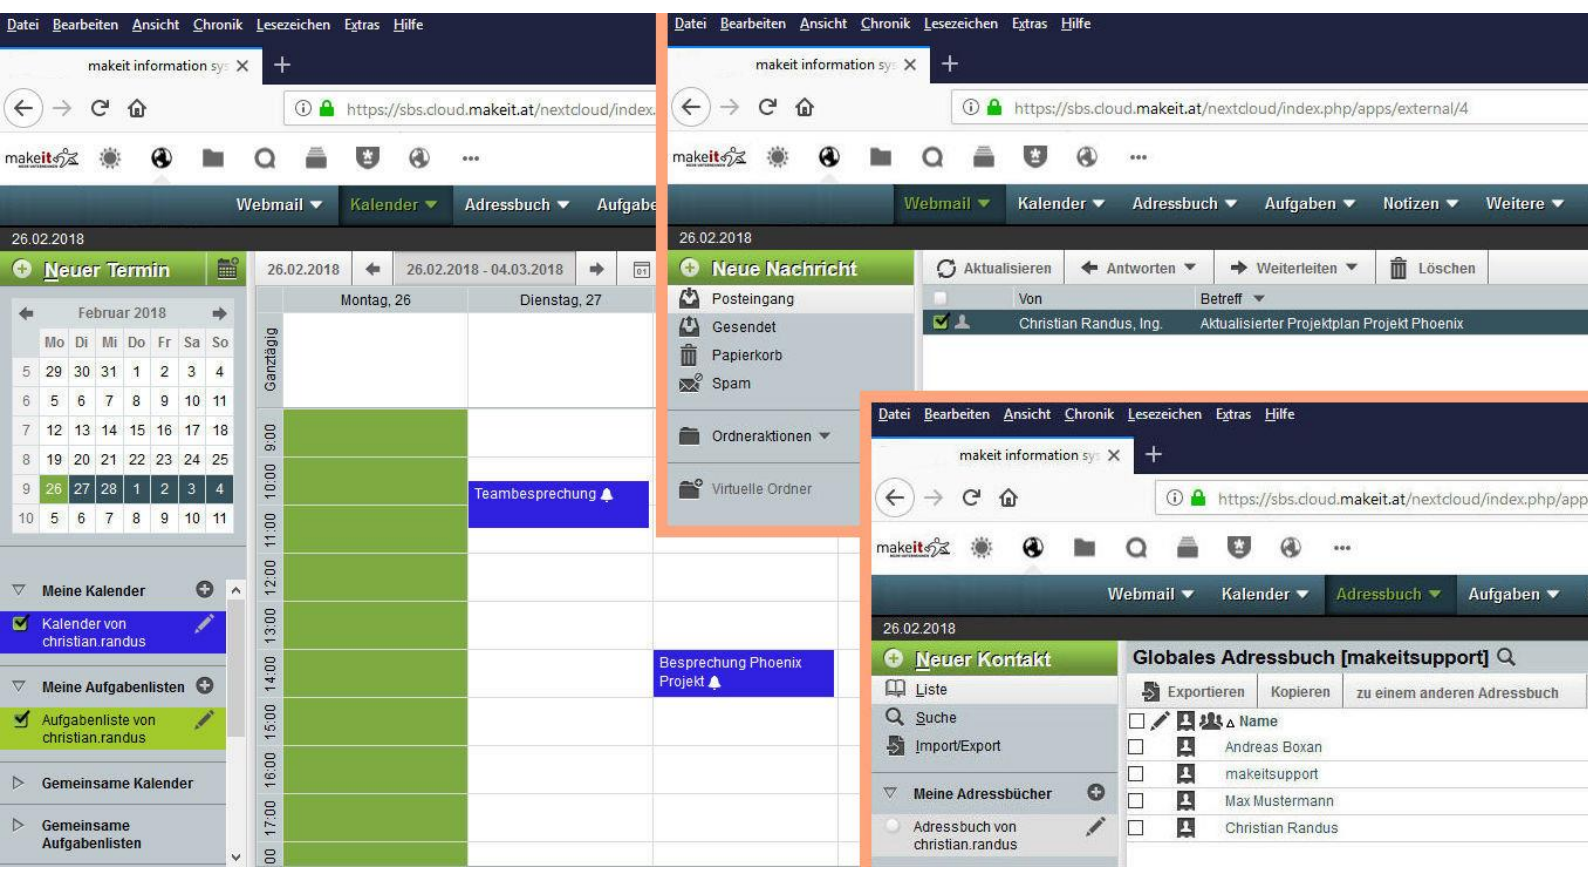 Datei Bearbeiten Ansicht Chronik Lesezeichen Extras Hilfe
makeit information sys
https://sbs.cloud.makeit.at/nextcloud/index.
makeit
Webmail Kalender Adressbuch Aufgabe
26.02.2018
Neuer Termin
26.02.2018 26.02.2018 - 04.03.2018
Februar 2018
Mo Di Mi Do Fr Sa So
5 29 30 31 1 2 3 4
6 5 6 7 8 9 10 11
7 12 13 14 15 16 17 18
8 19 20 21 22 23 24 25
9 26 27 28 1 2 3 4
10 5 6 7 8 9 10 11
Meine Kalender
Kalender von
christian.randus
Meine Aufgabenlisten
Aufgabenliste von
christian.randus
Gemeinsame Kalender
Gemeinsame
Aufgabenlisten
Montag, 26 Dienstag, 27
Ganztägig
9:00
10:00
Teambesprechung
11:00
12:00
13:00
14:00
Besprechung Phoenix
Projekt
15:00
16:00
17:00
00
Datei Bearbeiten Ansicht Chronik Lesezeichen Extras Hilfe
makeit information sys
https://sbs.cloud.makeit.at/nextcloud/index.php/apps/external/4
makeit
Webmail Kalender Adressbuch Aufgaben Notizen Weitere
26.02.2018
Neue Nachricht
Posteingang
Gesendet
Papierkorb
Spam
Ordneraktionen
Virtuelle Ordner
Aktualisieren Antworten Weiterleiten Löschen
Von Betreff
Christian Randus, Ing. Aktualisierter Projektplan Projekt Phoenix
Datei Bearbeiten Ansicht Chronik Lesezeichen Extras Hilfe
makeit information sys
https://sbs.cloud.makeit.at/nextcloud/index.php/app
makeit
Webmail Kalender Adressbuch Aufgaben
26.02.2018
Neuer Kontakt
Liste
Suche
Import/Export
Meine Adressbücher
Adressbuch von
christian.randus
Globales Adressbuch [makeitsupport]
Exportieren Kopieren zu einem anderen Adressbuch
Name
Andreas Boxan
makeitsupport
Max Mustermann
Christian Randus